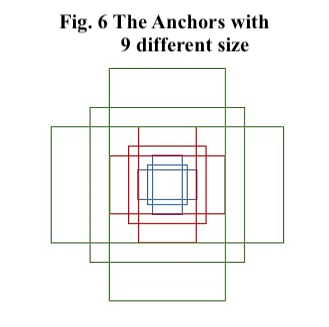 Fig. 6 The Anchors with
9 different size